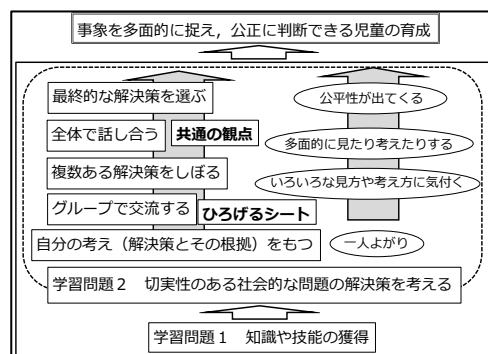 事象を多面的に捉え，公正に判断できる児童の育成
最終的な解決策を選ぶ
公平性が出てくる
全体で話し合う
共通の観点
多面的に見たり考えたりする
複数ある解決策をしぼる
いろいろな見方や考え方に気付く
グループで交流する
ひろげるシート
自分の考え（解決策とその根拠）をもつ
一人よがり
学習問題２　切実性のある社会的な問題の解決策を考える
学習問題１　知識や技能の獲得